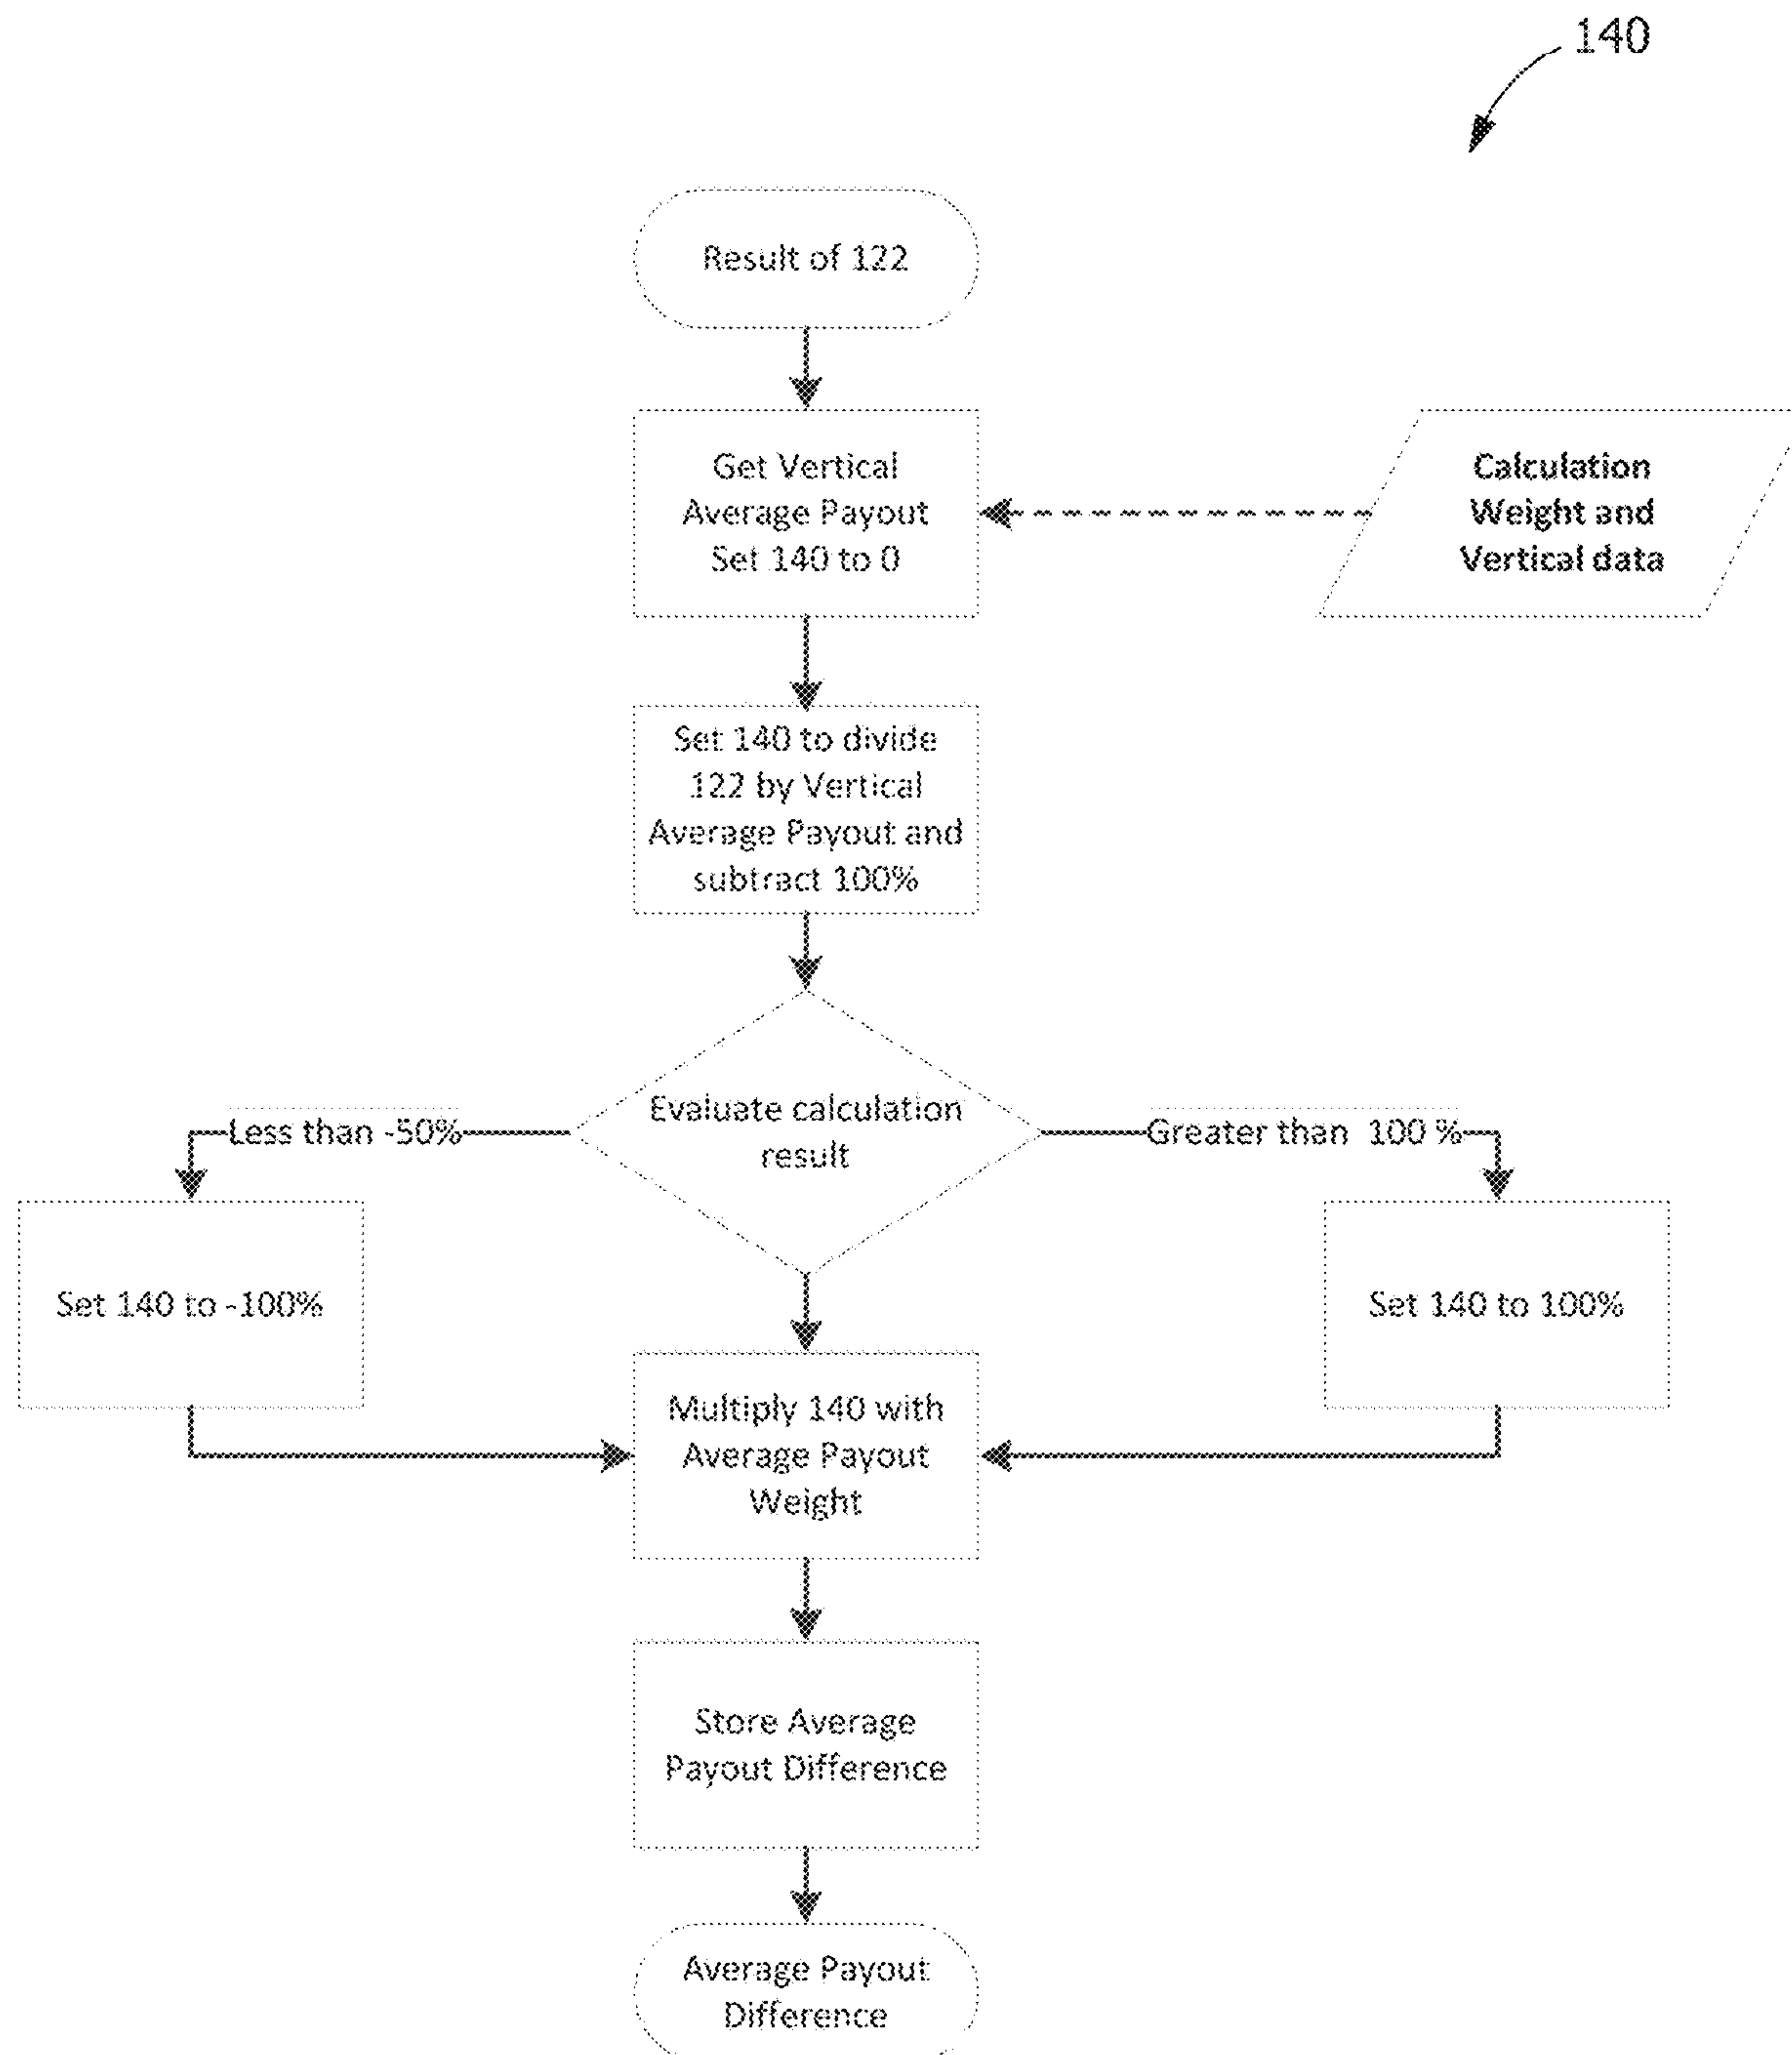 140
Result of 122
Get Vertical
Average Payout
Set 140 to 0
Calculation
Weight and
Vertical data
Set 140 to divide
122 by Vertical
Average Payout and
subtract 100%
Evaluate calculation
result
Less than -50%
Greater than 100 %
Set 140 to -100%
Set 140 to 100%
Multiply 140 with
Average Payout
Weight
Store Average
Payout Difference
Average Payout
Difference